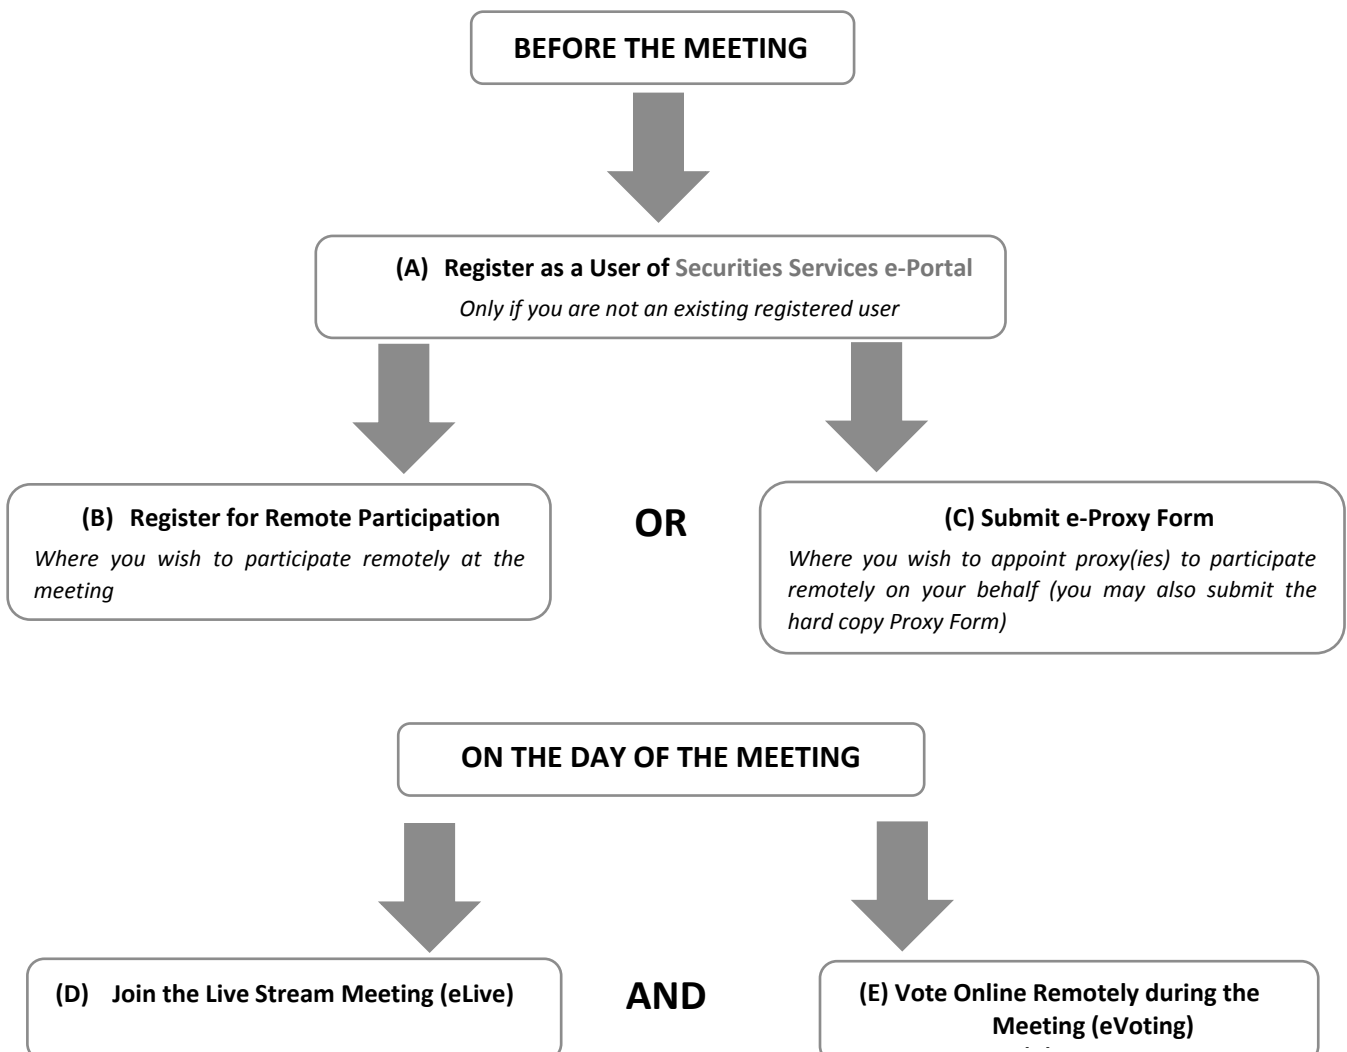 BEFORE THE MEETING
(A) Register as a User of Securities Services e-Portal
Only if you are not an existing registered user
(B) Register for Remote Participation
Where you wish to participate remotely at the
meeting
OR
(C) Submit e-Proxy Form
Where you wish to appoint proxy(ies) to participate
remotely on your behalf (you may also submit the
hard copy Proxy Form)
ON THE DAY OF THE MEETING
(D) Join the Live Stream Meeting (eLive)
AND
(E) Vote Online Remotely during the
Meeting (eVoting)